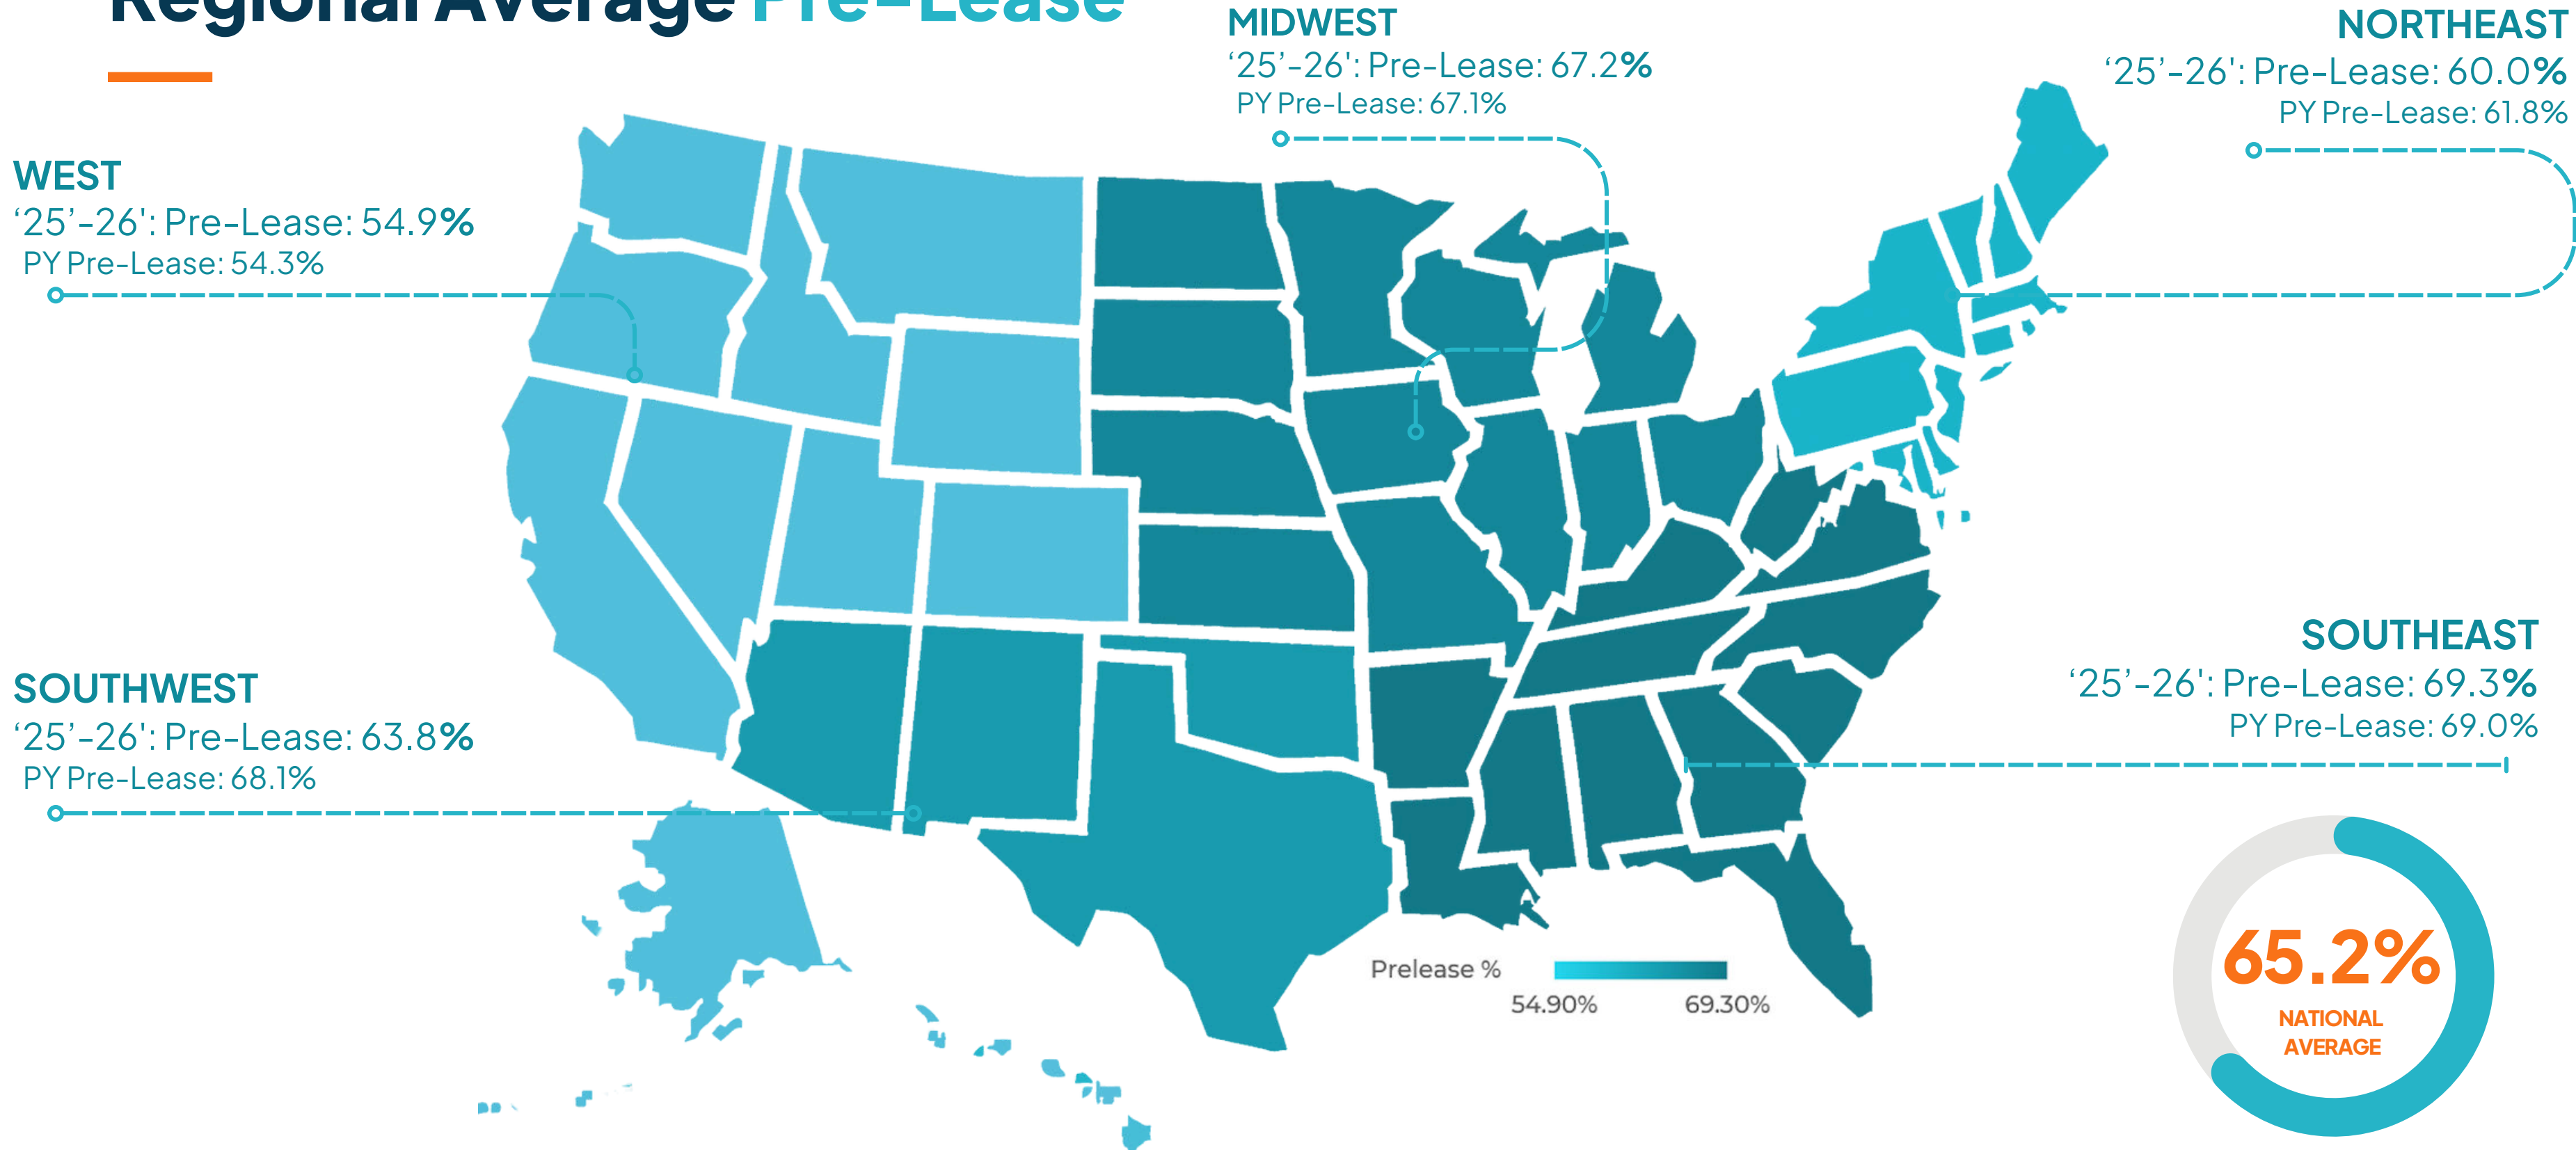 Regional Average Pre-Lease
MIDWEST
‘25’-26': Pre-Lease: 67.2%
PY Pre-Lease: 67.1%
NORTHEAST
‘25’-26': Pre-Lease: 60.0%
PY Pre-Lease: 61.8%
WEST
‘25’-26': Pre-Lease: 54.9%
PY Pre-Lease: 54.3%
SOUTHWEST
‘25’-26': Pre-Lease: 63.8%
PY Pre-Lease: 68.1%
SOUTHEAST
‘25’-26': Pre-Lease: 69.3%
PY Pre-Lease: 69.0%
Prelease %
54.90% 69.30%
65.2%
NATIONAL
AVERAGE